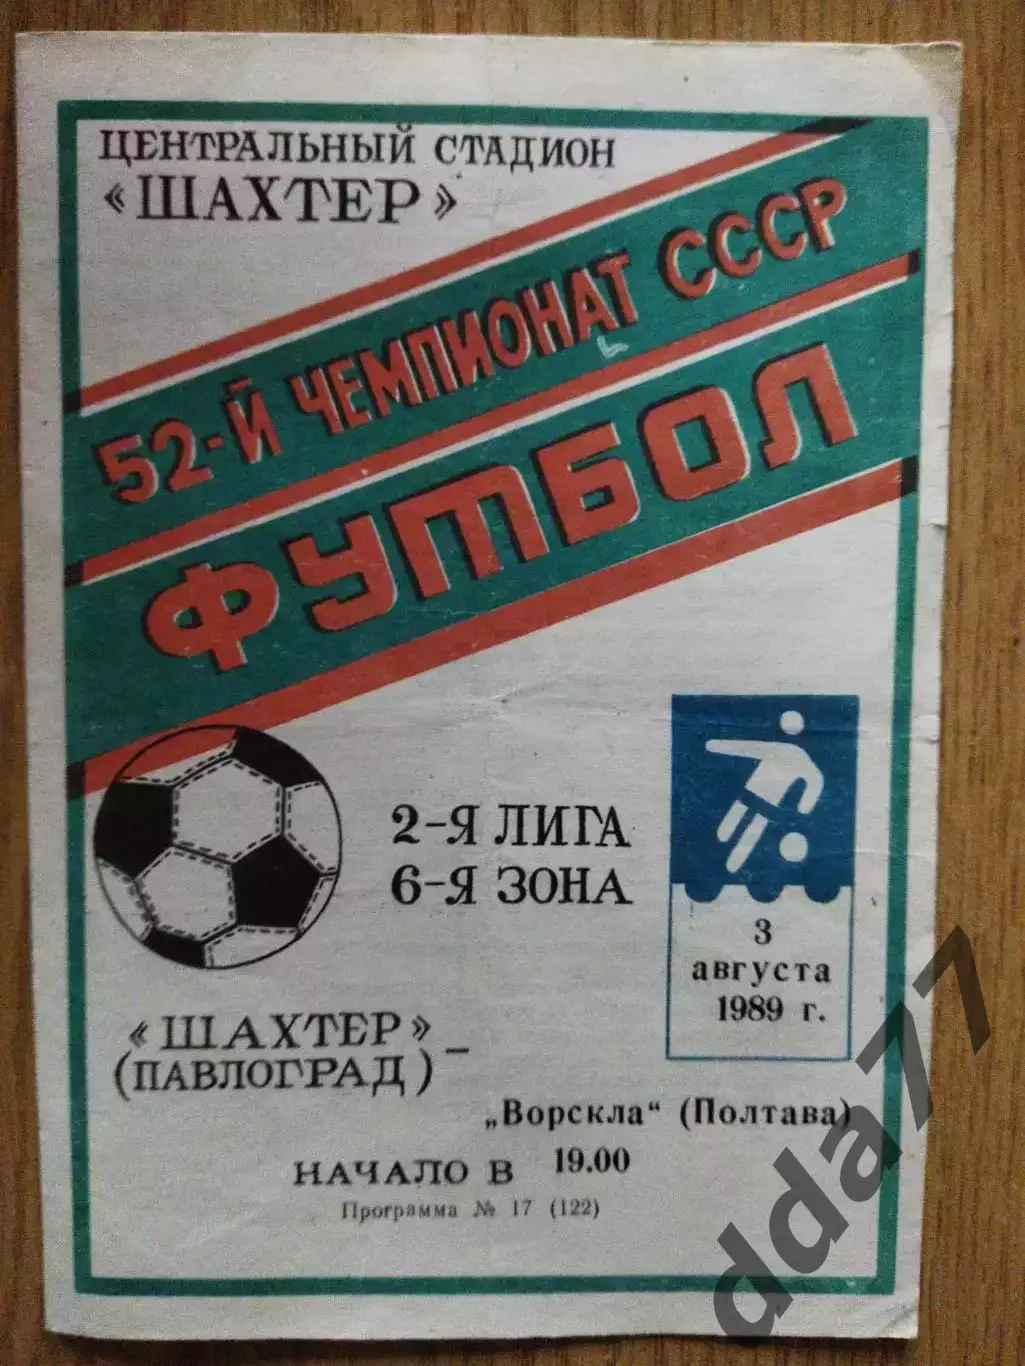 ЦЕНТРАЛЬНЫЙ СТАДИОН
«ШАХТЕР»
52-Й ЧЕМПИОНАТ СССР
ФУТБОЛ
2-Я ЛИГА
6-Я ЗОНА
3
августа
1989 г.
«ШАХТЕР» –
(ПАВЛОГРАД)
„Ворскла“ (Полтава)
НАЧАЛО В 19.00
Программа № 17 (122)
dda77